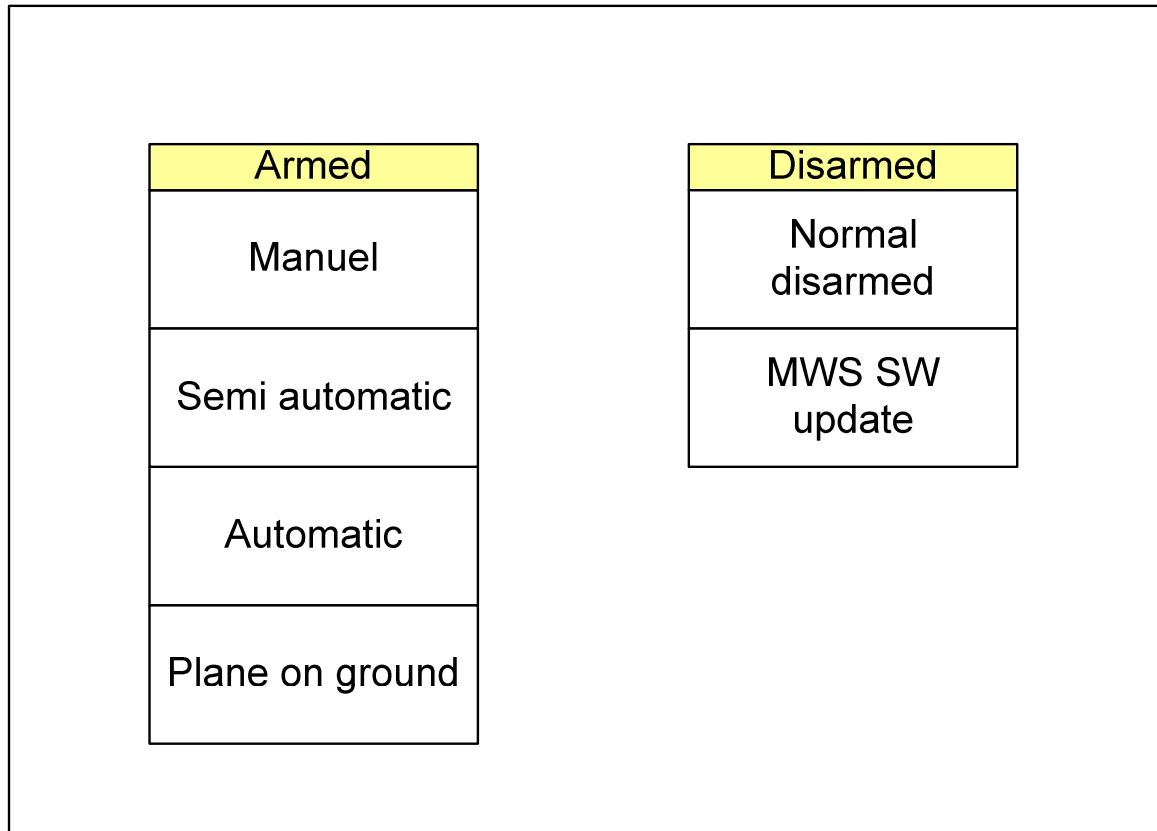 Armed
Manuel
Semi automatic
Automatic
Plane on ground
Disarmed
Normal
disarmed
MWS SW
update